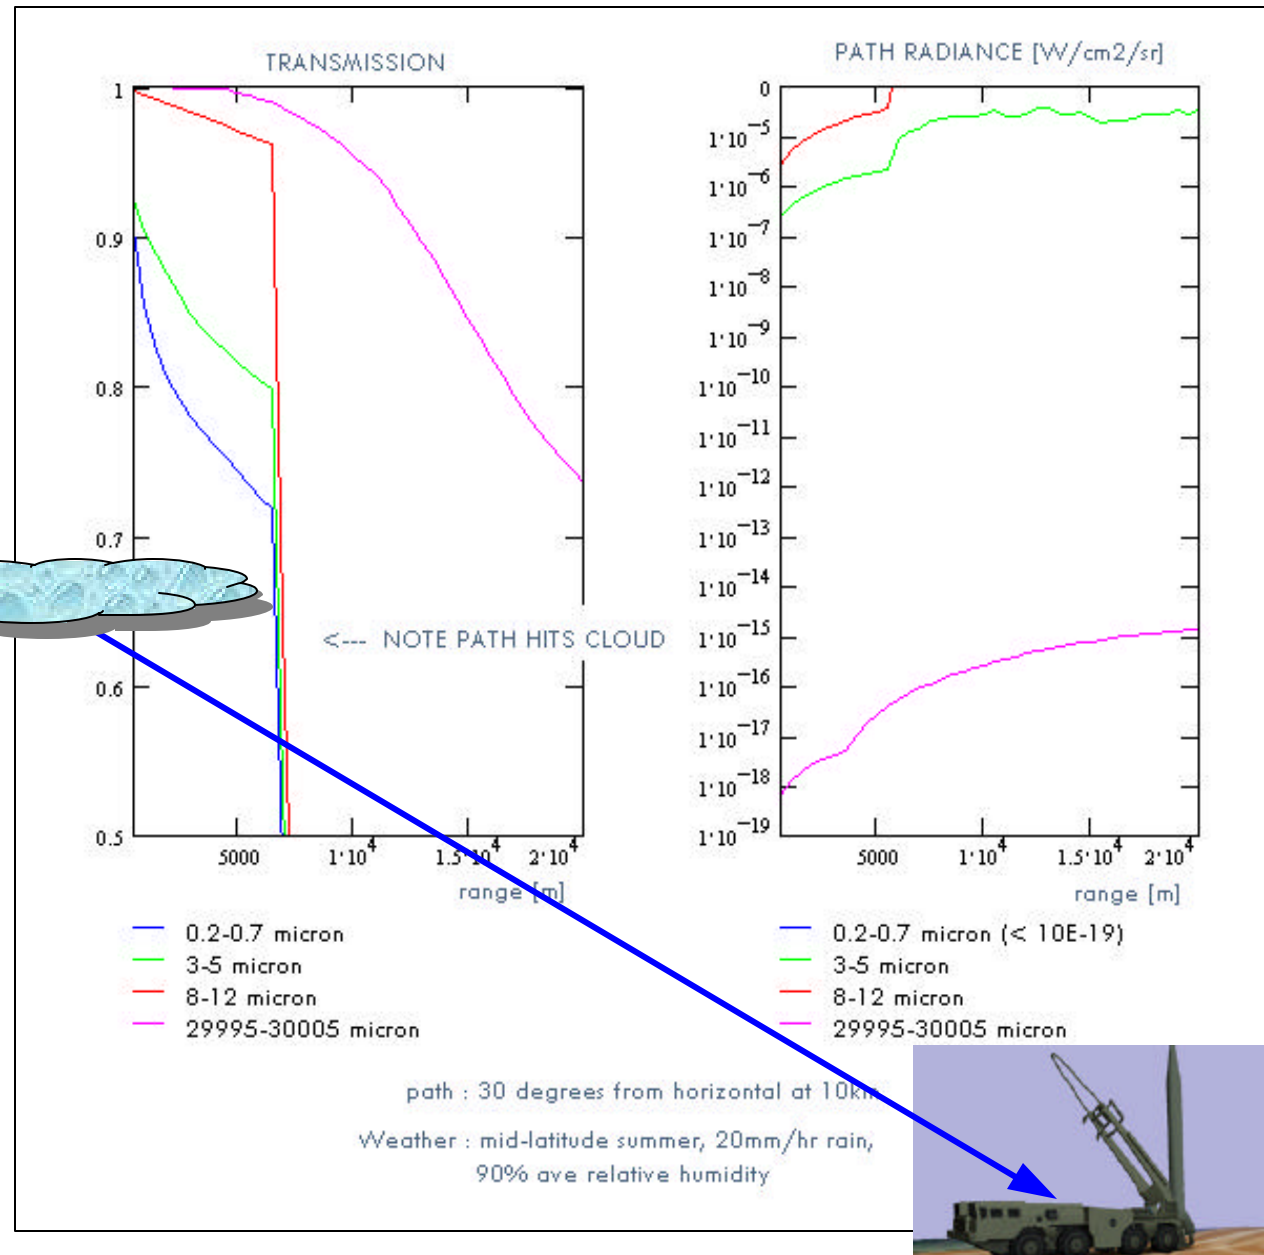 TRANSMISSION
1
0.9
0.8
0.7
0.6
0.5
5000 1·10^4 1.5·10^4 2·10^4
range [m]
<--- NOTE PATH HITS CLOUD
0.2-0.7 micron
3-5 micron
8-12 micron
29995-30005 micron
PATH RADIANCE [W/cm2/sr]
0
1·10^-5
1·10^-6
1·10^-7
1·10^-8
1·10^-9
1·10^-10
1·10^-11
1·10^-12
1·10^-13
1·10^-14
1·10^-15
1·10^-16
1·10^-17
1·10^-18
1·10^-19
5000 1·10^4 1.5·10^4 2·10^4
range [m]
0.2-0.7 micron (< 10E-19)
3-5 micron
8-12 micron
29995-30005 micron
path : 30 degrees from horizontal at 10km
Weather : mid-latitude summer, 20mm/hr rain,
90% ave relative humidity